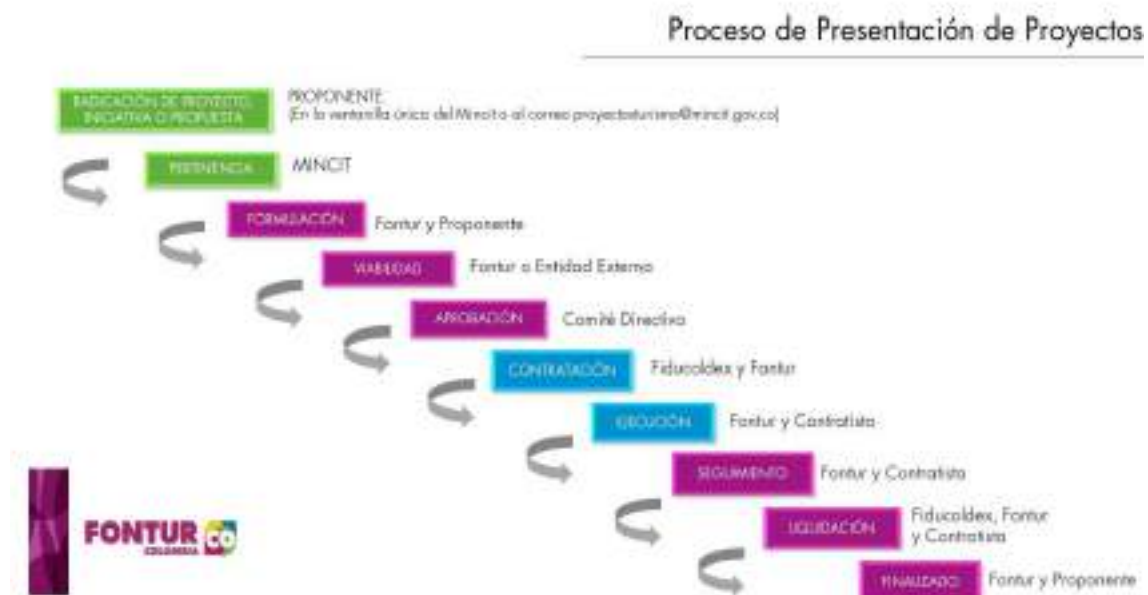 Proceso de Presentación de Proyectos
RADICACIÓN DE PROYECTO,
INICIATIVA O PROPUESTA
PROPONENTE
(En la ventanilla única del Mincit o al correo proyectosturismo@mincit.gov.co)
PERTINENCIA
MINCIT
FORMULACIÓN
Fontur y Proponente
VIABILIDAD
Fontur o Entidad Externa
APROBACIÓN
Comité Directivo
CONTRATACIÓN
Fiducoldex y Fontur
EJECUCIÓN
Fontur y Contratista
SEGUIMIENTO
Fontur y Contratista
LIQUIDACIÓN
Fiducoldex, Fontur
y Contratista
FINALIZADO
Fontur y Proponente
FONTUR CO
COLOMBIA